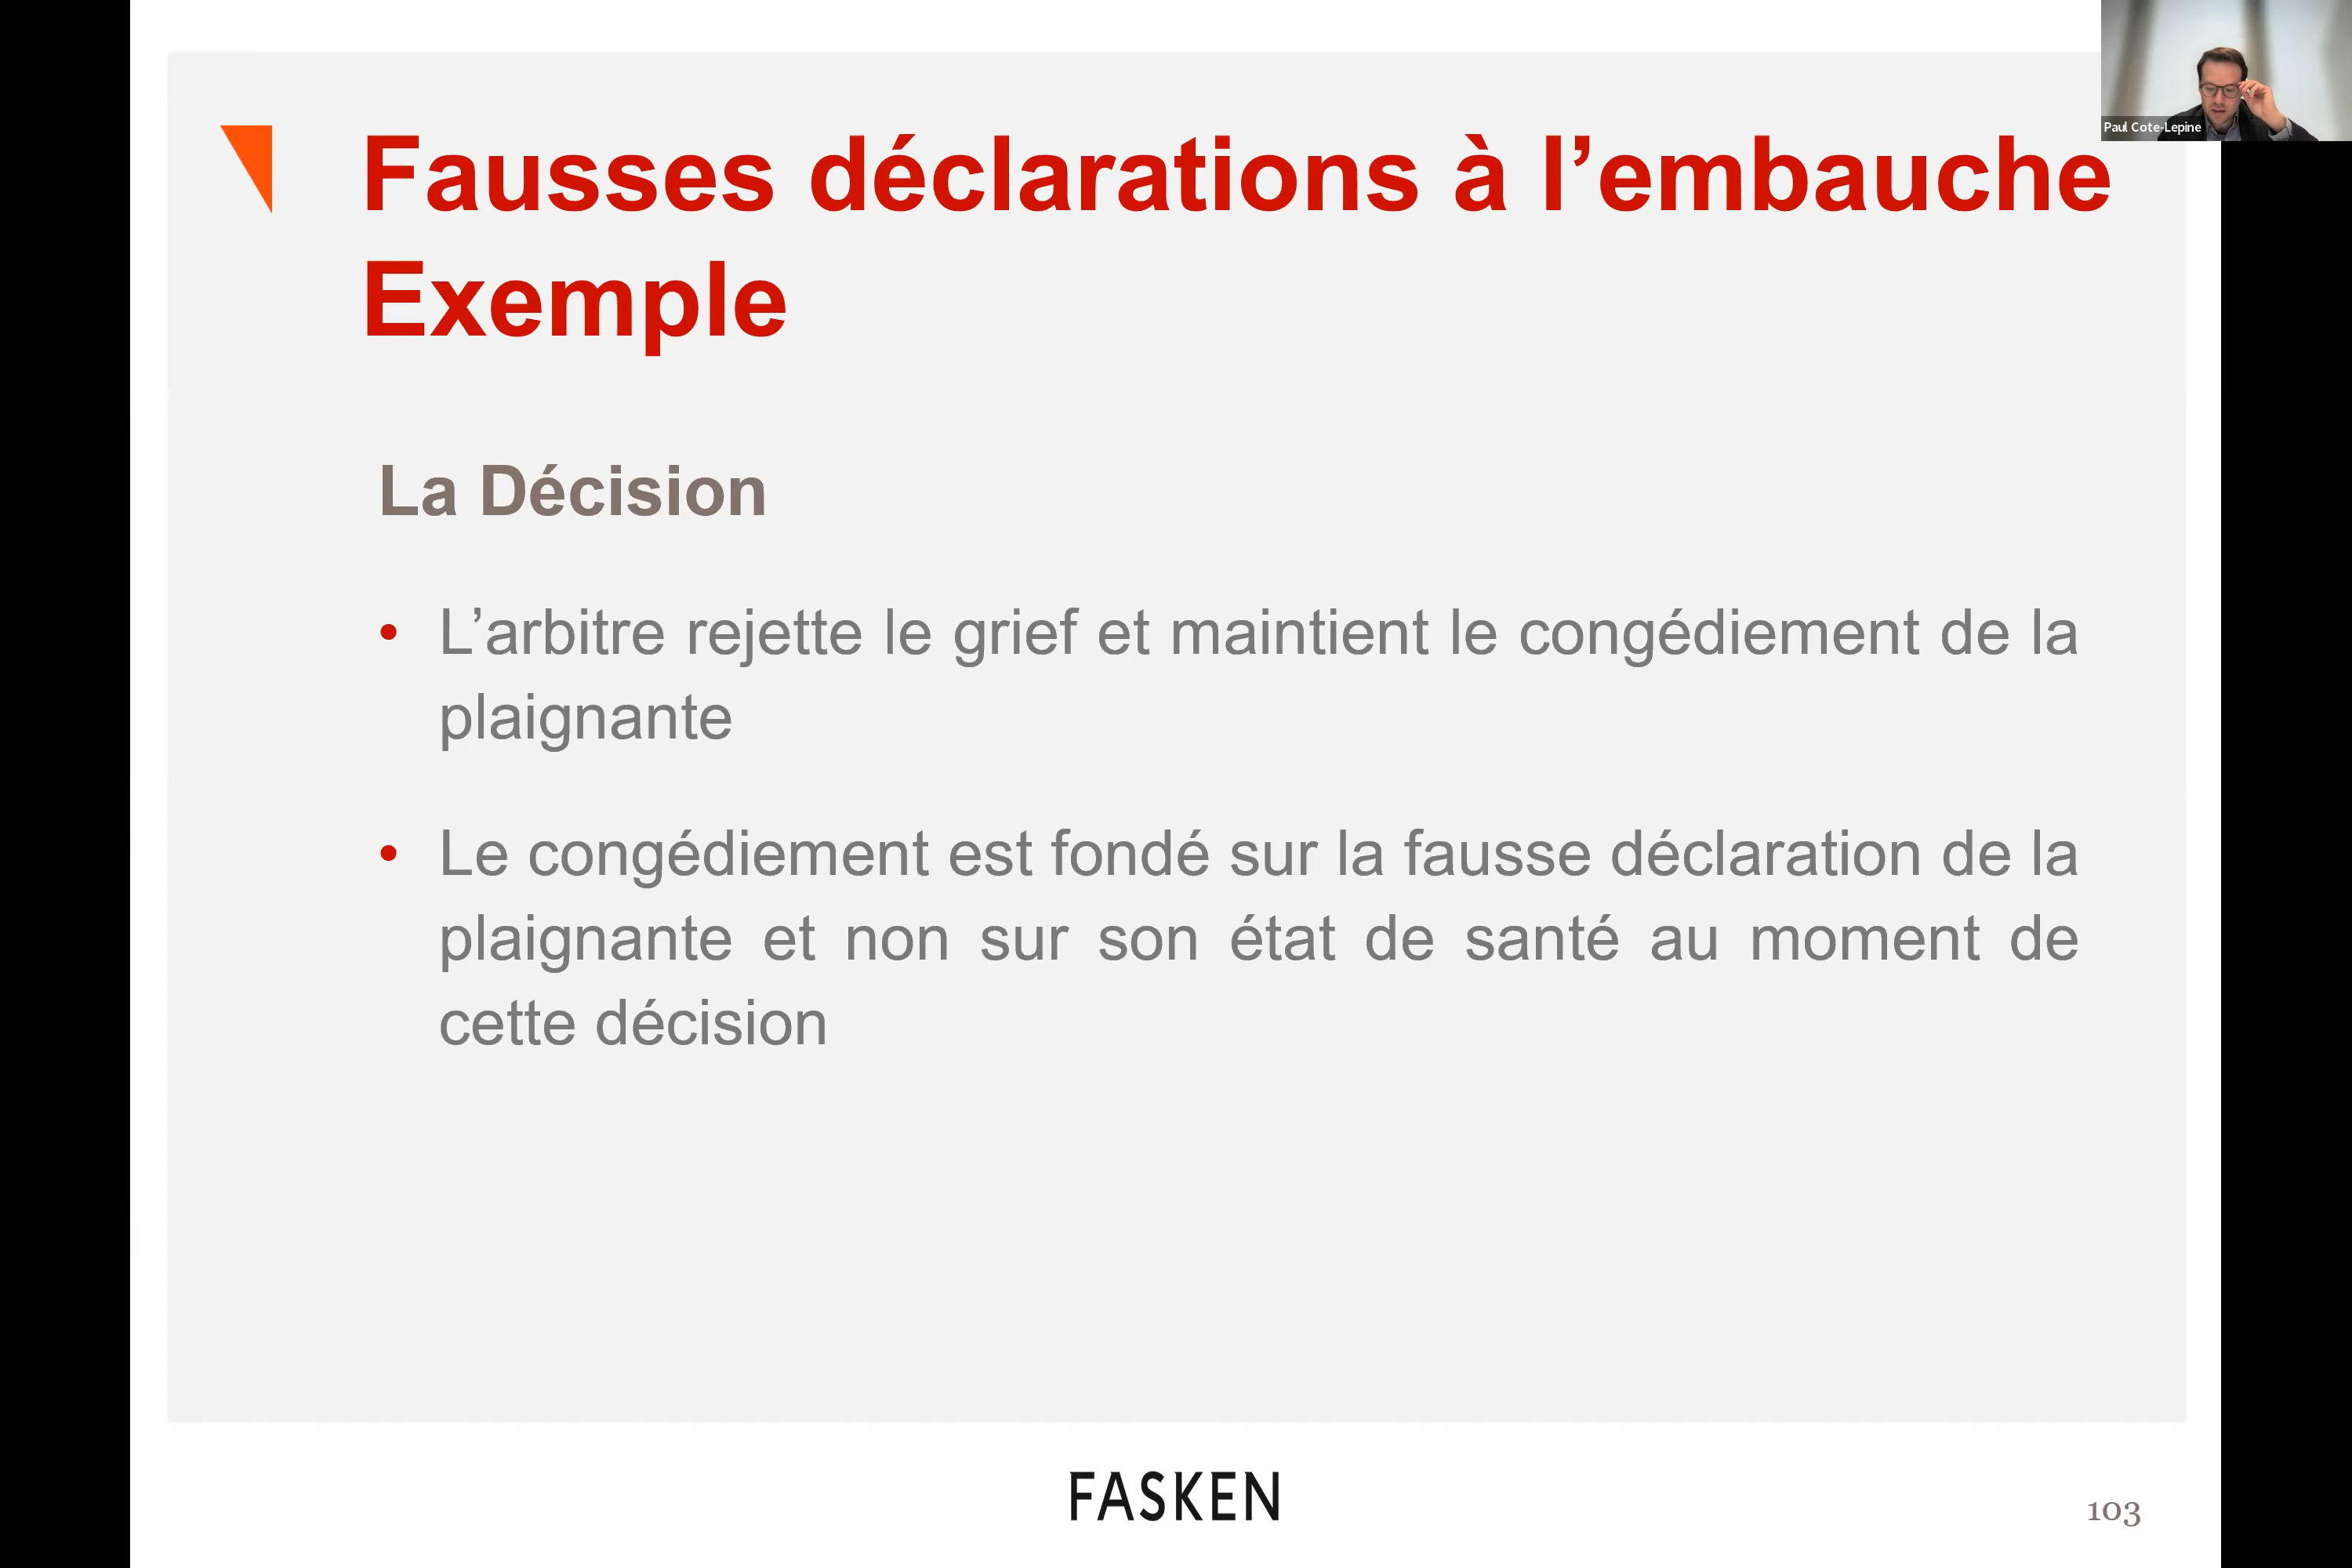 Paul Cote-Lepine
Fausses déclarations à l’embauche
Exemple
La Décision
• L’arbitre rejette le grief et maintient le congédiement de la
plaignante
• Le congédiement est fondé sur la fausse déclaration de la
plaignante et non sur son état de santé au moment de
cette décision
FASKEN
103